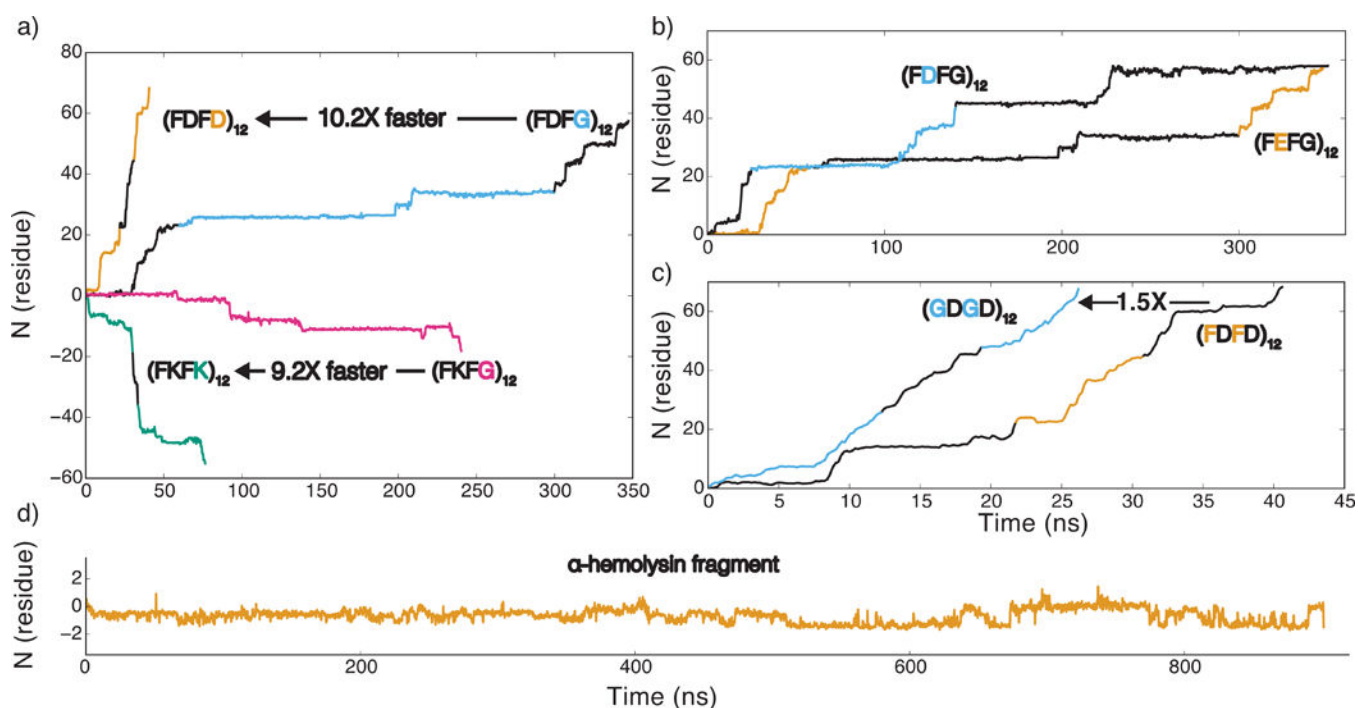 a)
80
60
40
20
0
−20
−40
−60
N (residue)
(FDFD)12 10.2X faster (FDFG)12
(FKFK)12 9.2X faster (FKFG)12
0 50 100 150 200 250 300 350
b)
60
40
20
0
N (residue)
(FDFG)12
(FEFG)12
100 200 300
c)
60
40
20
0
N (residue)
(GDGD)12 1.5X
(FDFD)12
0 5 10 15 20 25 30 35 40 45
Time (ns)
d)
2
0
−2
N (residue)
α-hemolysin fragment
0 200 400 600 800
Time (ns)